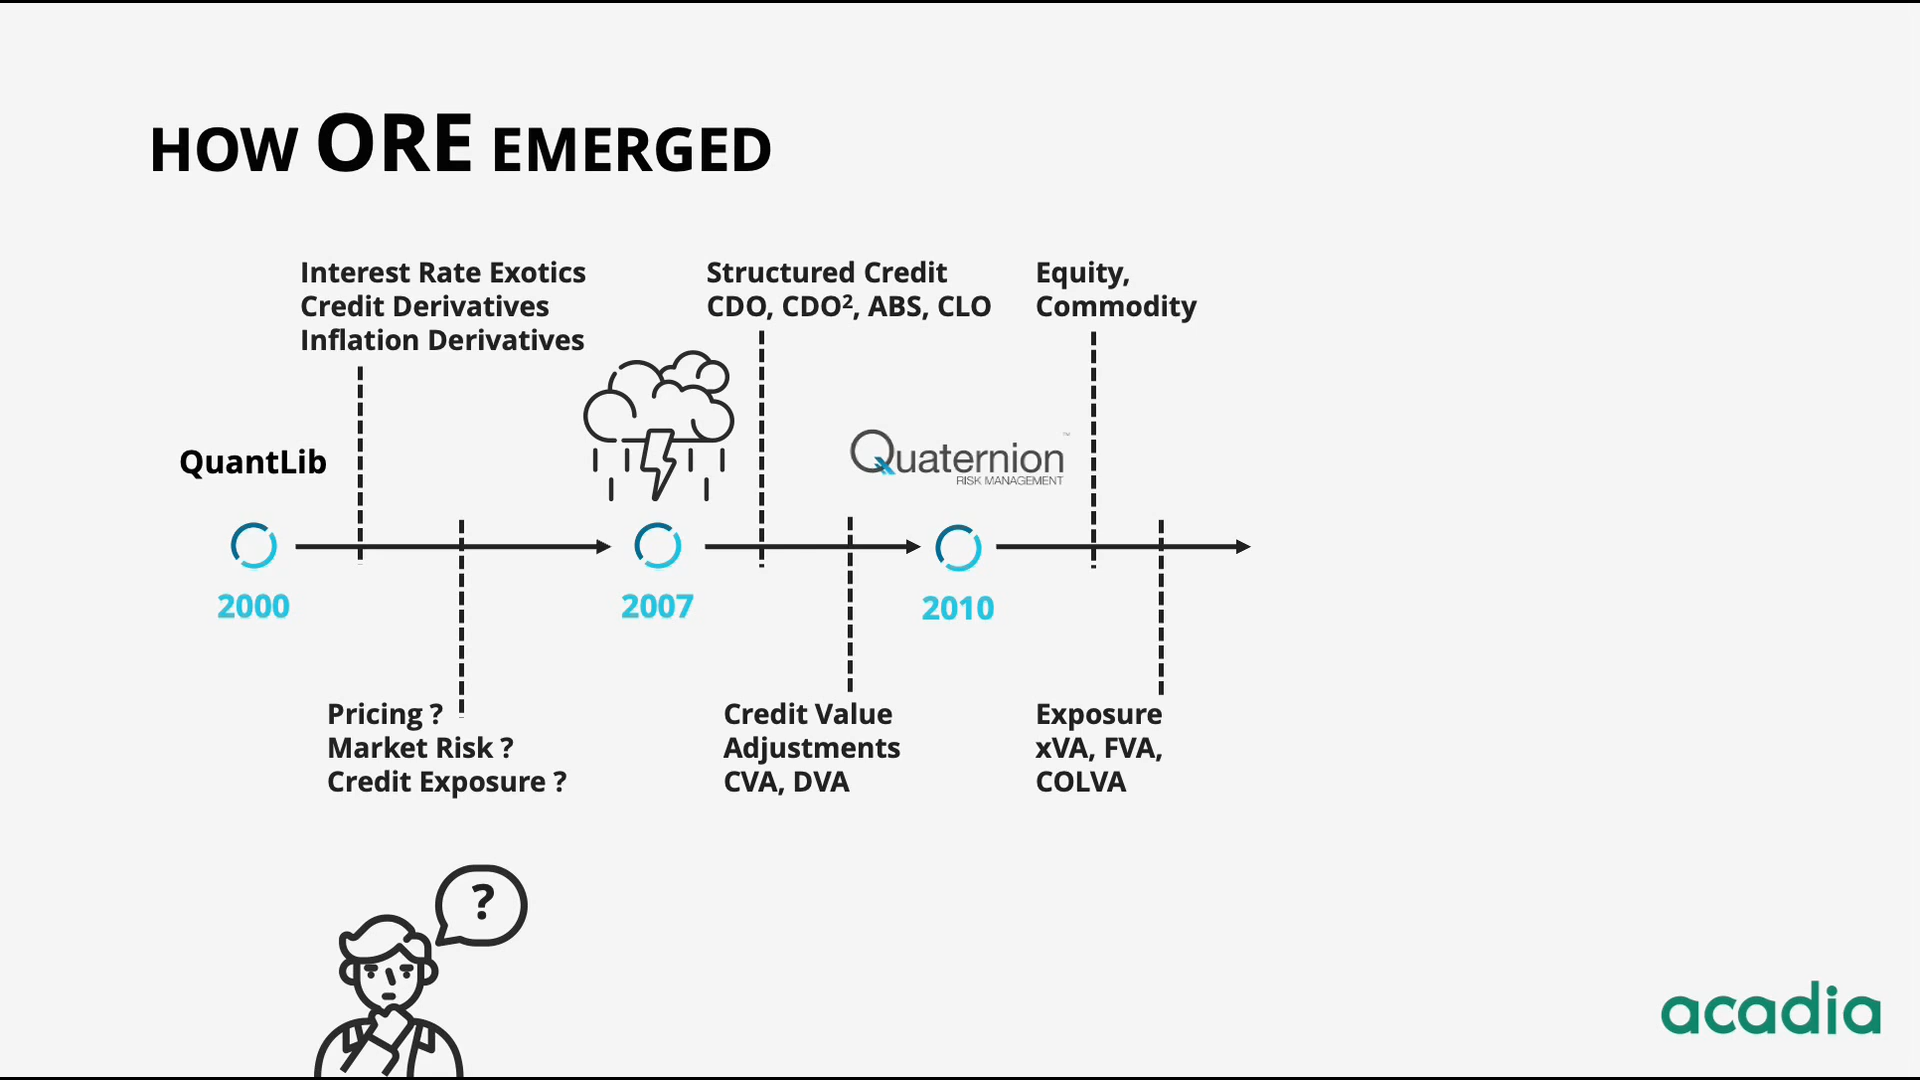 HOW ORE EMERGED
Interest Rate Exotics
Credit Derivatives
Inflation Derivatives
Structured Credit
CDO, CDO², ABS, CLO
Equity,
Commodity
QuantLib
Quaternion™
RISK MANAGEMENT
2000
2007
2010
Pricing ?
Market Risk ?
Credit Exposure ?
Credit Value
Adjustments
CVA, DVA
Exposure
xVA, FVA,
COLVA
?
acadia